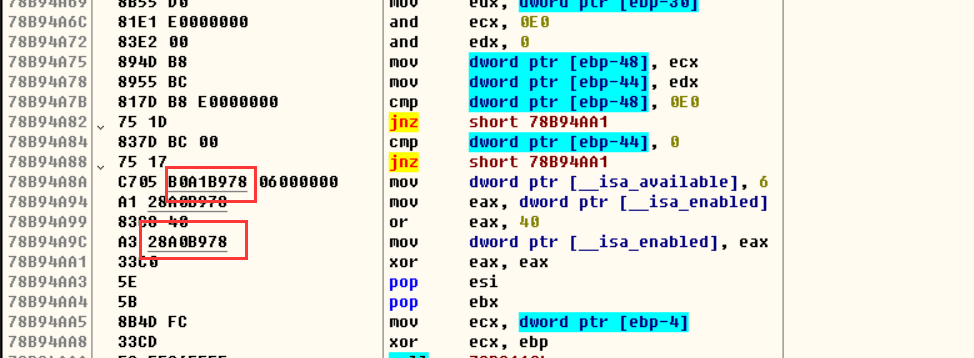 78B94A69 8B55 D0 mov edx, dword ptr [ebp-30]
78B94A6C 81E1 E0000000 and ecx, 0E0
78B94A72 83E2 00 and edx, 0
78B94A75 894D B8 mov dword ptr [ebp-48], ecx
78B94A78 8955 BC mov dword ptr [ebp-44], edx
78B94A7B 817D B8 E0000000 cmp dword ptr [ebp-48], 0E0
78B94A82 75 1D jnz short 78B94AA1
78B94A84 837D BC 00 cmp dword ptr [ebp-44], 0
78B94A88 75 17 jnz short 78B94AA1
78B94A8A C705 B0A1B978 06000000 mov dword ptr [__isa_available], 6
78B94A94 A1 28A0B978 mov eax, dword ptr [__isa_enabled]
78B94A99 83C8 40 or eax, 40
78B94A9C A3 28A0B978 mov dword ptr [__isa_enabled], eax
78B94AA1 33C0 xor eax, eax
78B94AA3 5E pop esi
78B94AA4 5B pop ebx
78B94AA5 8B4D FC mov ecx, dword ptr [ebp-4]
78B94AA8 33CD xor ecx, ebp